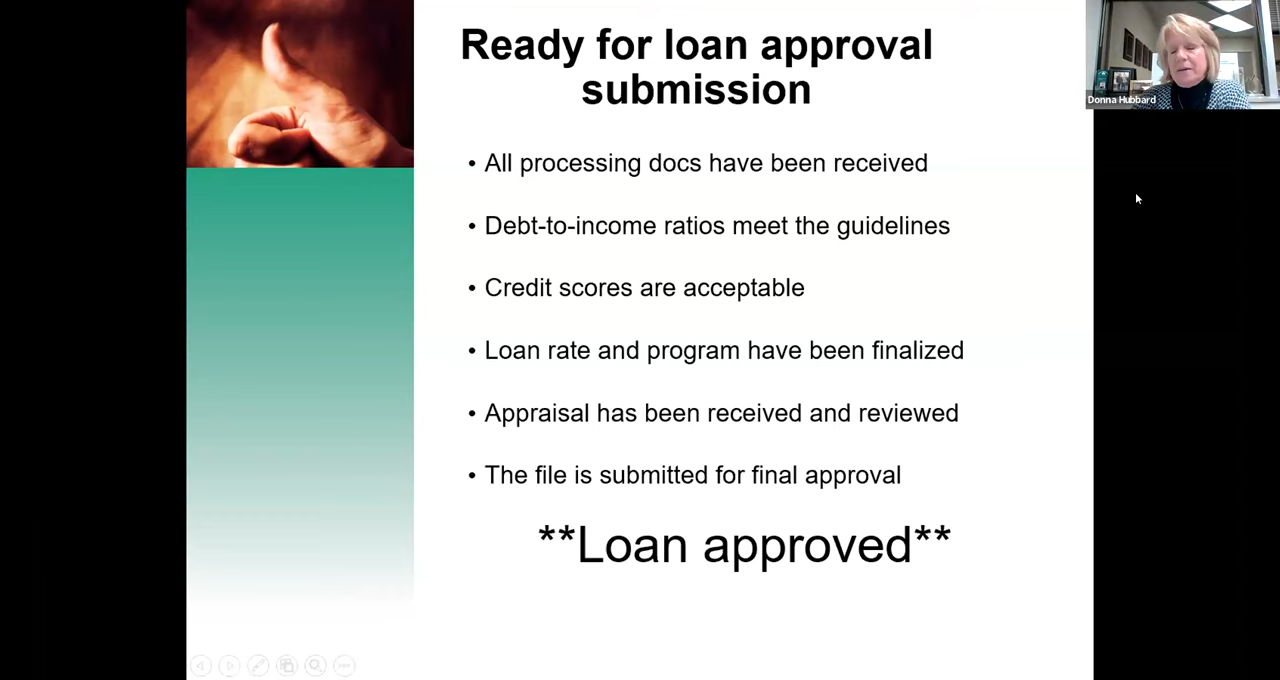 Ready for loan approval
submission
Donna Hubbard
• All processing docs have been received
• Debt-to-income ratios meet the guidelines
• Credit scores are acceptable
• Loan rate and program have been finalized
• Appraisal has been received and reviewed
• The file is submitted for final approval
**Loan approved**